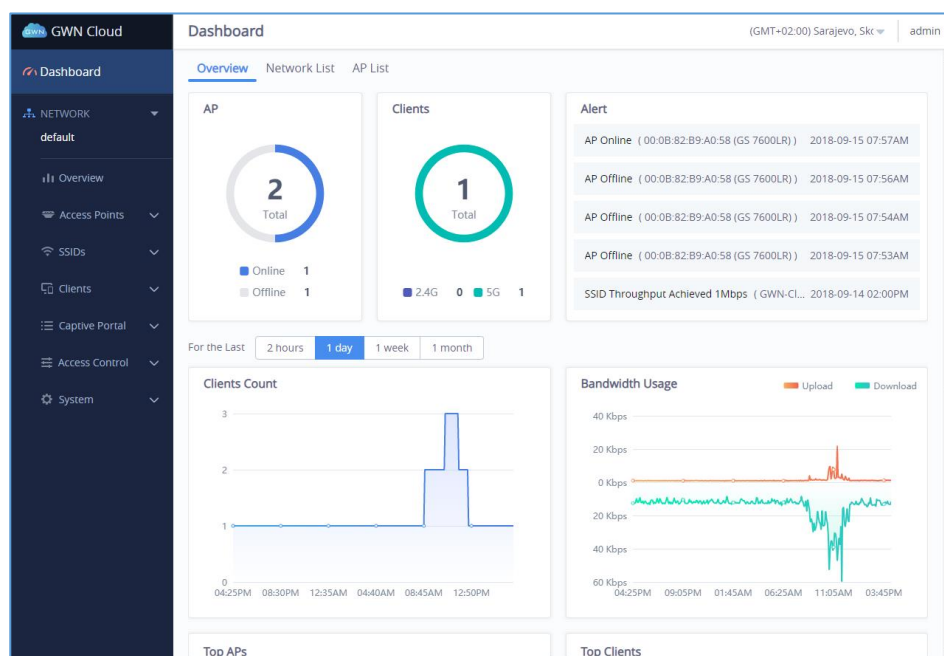 GWN GWN Cloud
Dashboard
NETWORK
default
Overview
Access Points
SSIDs
Clients
Captive Portal
Access Control
System
Dashboard
(GMT+02:00) Sarajevo, Skc
admin
Overview Network List AP List
AP
2
Total
Online 1
Offline 1
Clients
1
Total
2.4G 0 5G 1
Alert
AP Online ( 00:0B:82:B9:A0:58 (GS 7600LR) ) 2018-09-15 07:57AM
AP Offline ( 00:0B:82:B9:A0:58 (GS 7600LR) ) 2018-09-15 07:56AM
AP Offline ( 00:0B:82:B9:A0:58 (GS 7600LR) ) 2018-09-15 07:54AM
AP Offline ( 00:0B:82:B9:A0:58 (GS 7600LR) ) 2018-09-15 07:53AM
SSID Throughput Achieved 1Mbps ( GWN-Cl... 2018-09-14 02:00PM
For the Last 2 hours 1 day 1 week 1 month
Clients Count
3
2
1
0
04:25PM 08:30PM 12:35AM 04:40AM 08:45AM 12:50PM
Bandwidth Usage
Upload Download
40 Kbps
20 Kbps
0 Kbps
20 Kbps
40 Kbps
60 Kbps
04:25PM 09:05PM 01:45AM 06:25AM 11:05AM 03:45PM
Top APs
Top Clients